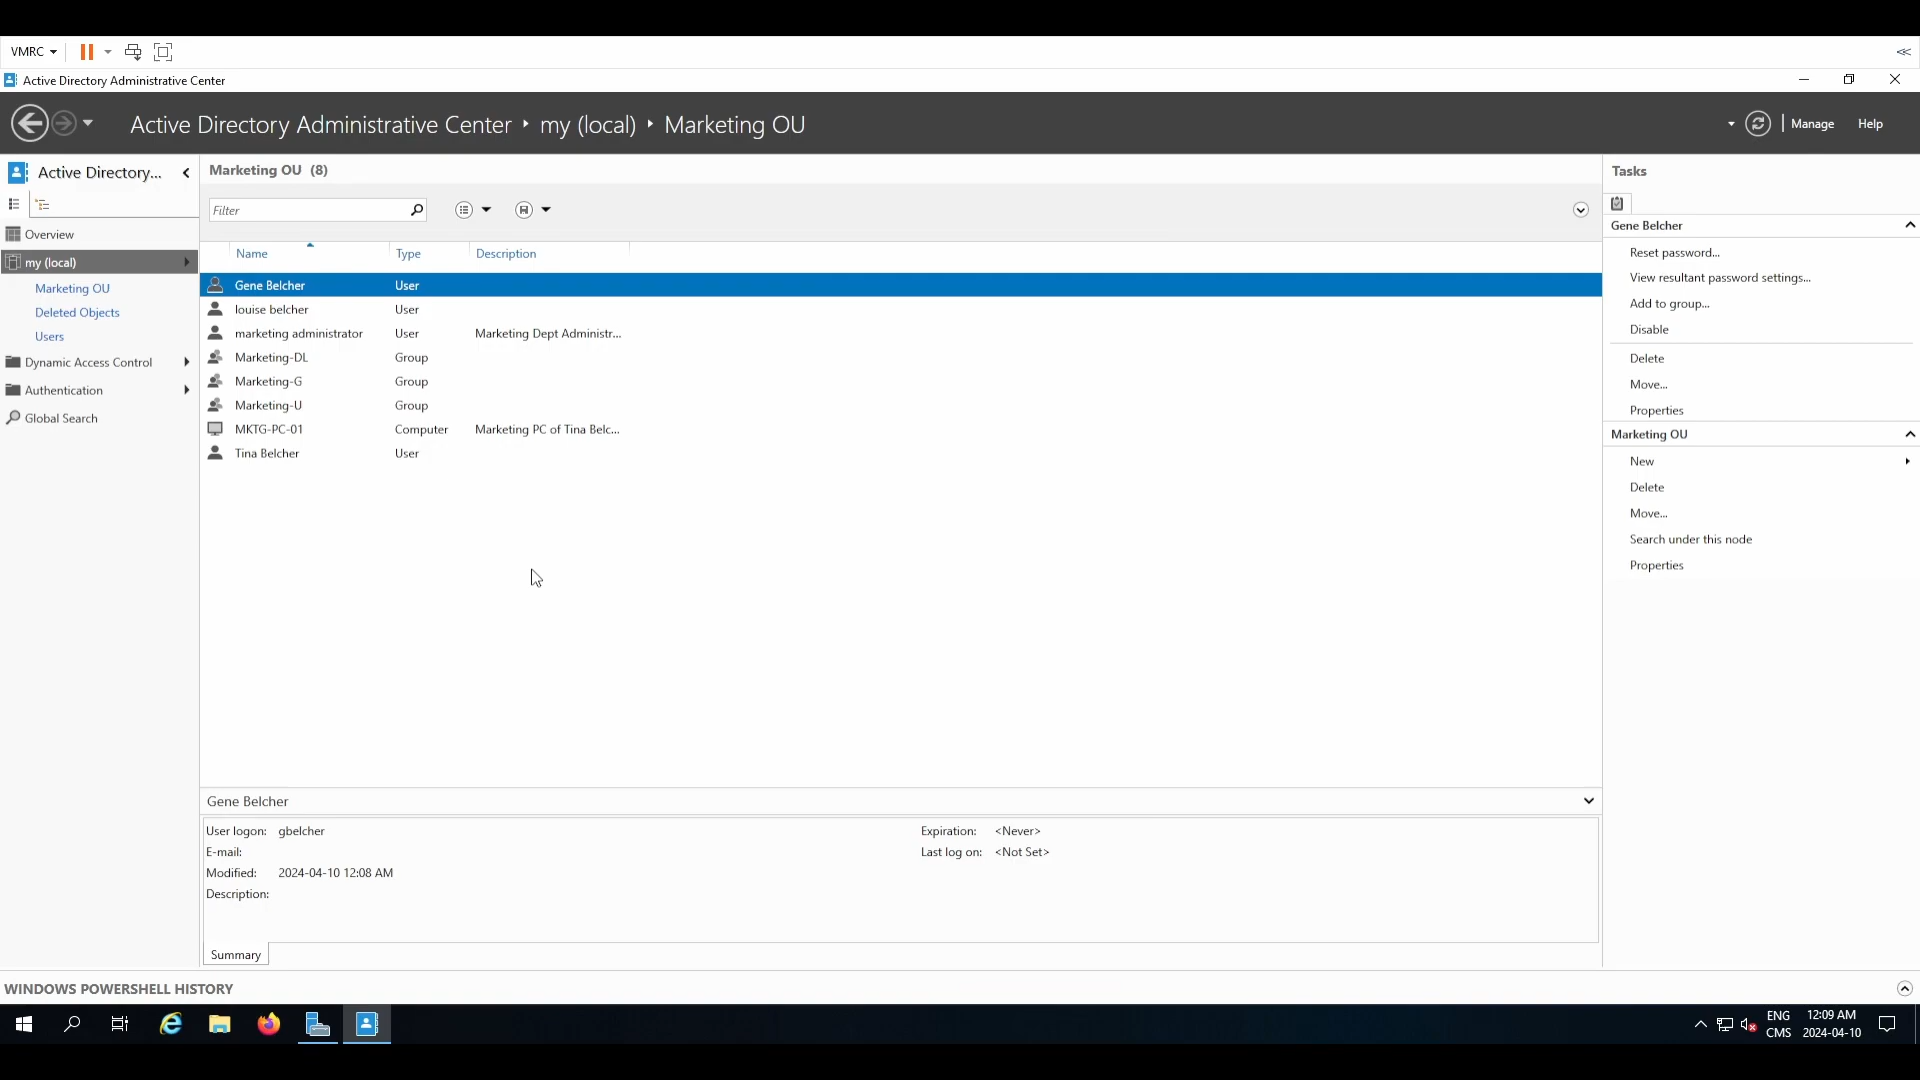 VMRC
Active Directory Administrative Center
Active Directory Administrative Center ‣ my (local) ‣ Marketing OU
Manage
Help
Active Directory...
Overview
my (local)
Marketing OU
Deleted Objects
Users
Dynamic Access Control
Authentication
Global Search
Marketing OU (8)
Filter
Name Type Description
Gene Belcher User
louise belcher User
marketing administrator User Marketing Dept Administr...
Marketing-DL Group
Marketing-G Group
Marketing-U Group
MKTG-PC-01 Computer Marketing PC of Tina Belc...
Tina Belcher User
Gene Belcher
User logon: gbelcher
E-mail:
Modified: 2024-04-10 12:08 AM
Description:
Expiration: <Never>
Last log on: <Not Set>
Summary
Tasks
Gene Belcher
Reset password...
View resultant password settings...
Add to group...
Disable
Delete
Move...
Properties
Marketing OU
New
Delete
Move...
Search under this node
Properties
WINDOWS POWERSHELL HISTORY
ENG
CMS
12:09 AM
2024-04-10